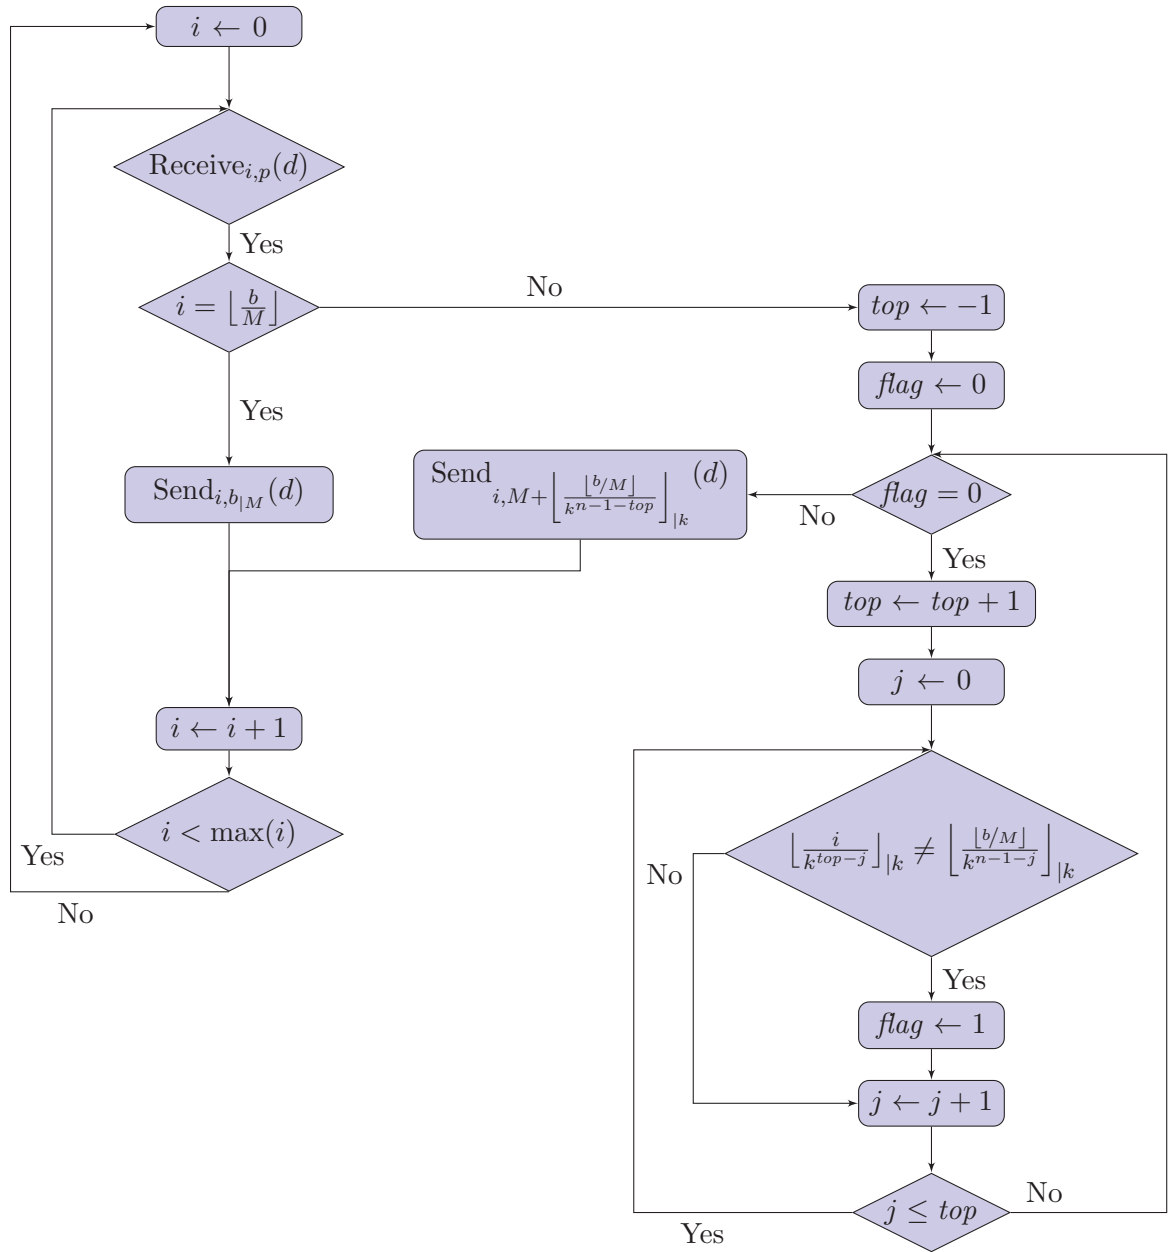 i ← 0
Receive_{i,p}(d)
Yes
i = ⌊b/M⌋
No
top ← −1
flag ← 0
Yes
Send_{i,b_{|M}}(d)
Send_{i,M+⌊⌊b/M⌋/k^{n−1−top}⌋_{|k}}(d)
flag = 0
No
Yes
top ← top + 1
j ← 0
i ← i + 1
i < max(i)
Yes
No
⌊i/k^{top−j}⌋_{|k} ≠ ⌊⌊b/M⌋/k^{n−1−j}⌋_{|k}
No
Yes
flag ← 1
j ← j + 1
j ≤ top
No
Yes